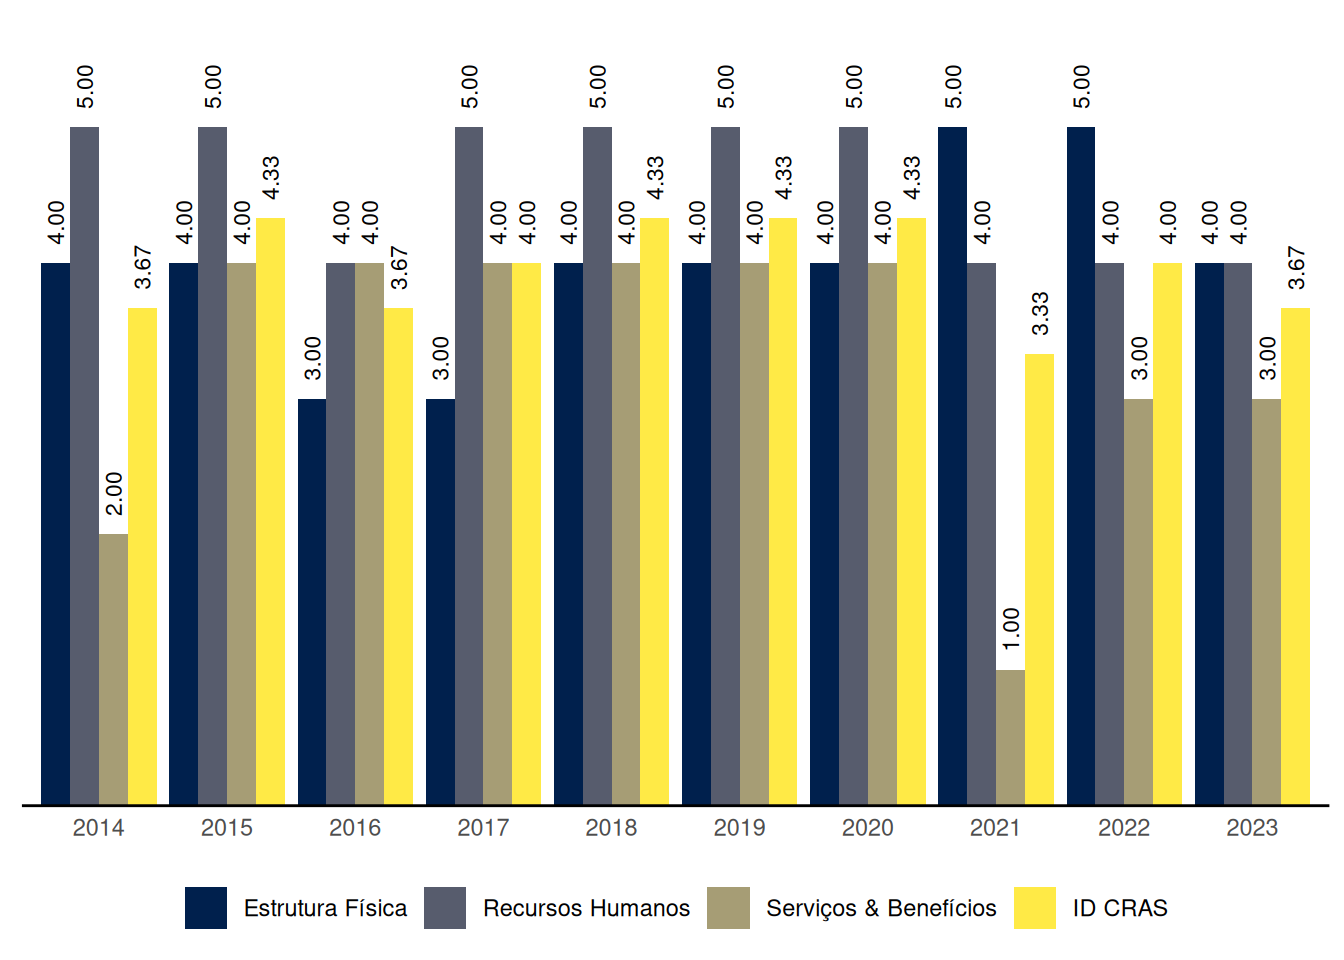 5.00 5.00 5.00 5.00 5.00 5.00 5.00 5.00
4.33 4.33 4.33 4.33
4.00 4.00 4.00 4.00 4.00 4.00 4.00 4.00 4.00 4.00 4.00 4.00 4.00 4.00 4.00 4.00 4.00 4.00 4.00
3.67 3.67 3.67
3.33
3.00 3.00 3.00 3.00
2.00
1.00
2014 2015 2016 2017 2018 2019 2020 2021 2022 2023
Estrutura Física Recursos Humanos Serviços & Benefícios ID CRAS